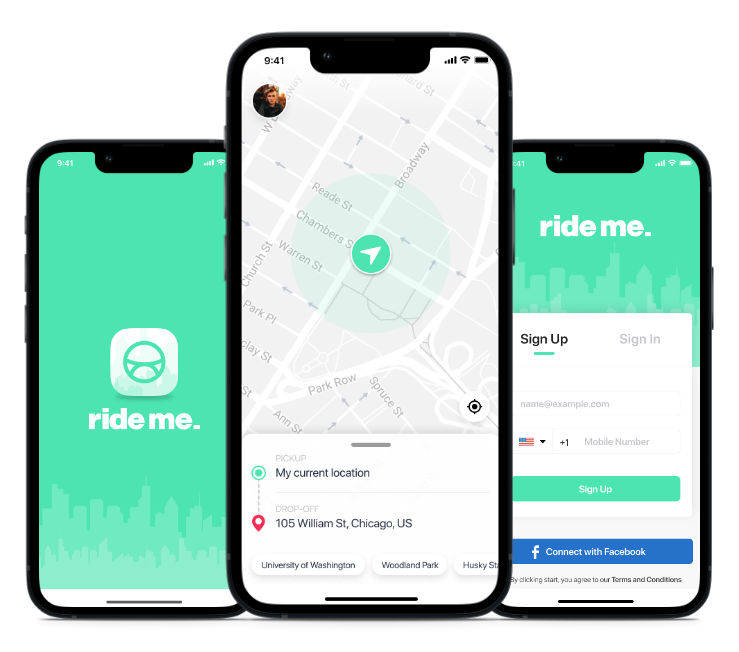 9:41
ride me.
9:41
W Broadway
Reade St
Broadway
Chambers St
Warren St
Church St
Park Pl
Park Row
Spruce St
Ann St
PICKUP
My current location
DROP-OFF
105 William St, Chicago, US
University of Washington
Woodland Park
Husky Sta
:41
ride me.
Sign Up
Sign In
name@example.com
+1
Mobile Number
Sign Up
f
Connect with Facebook
By clicking start, you agree to our Terms and Conditions